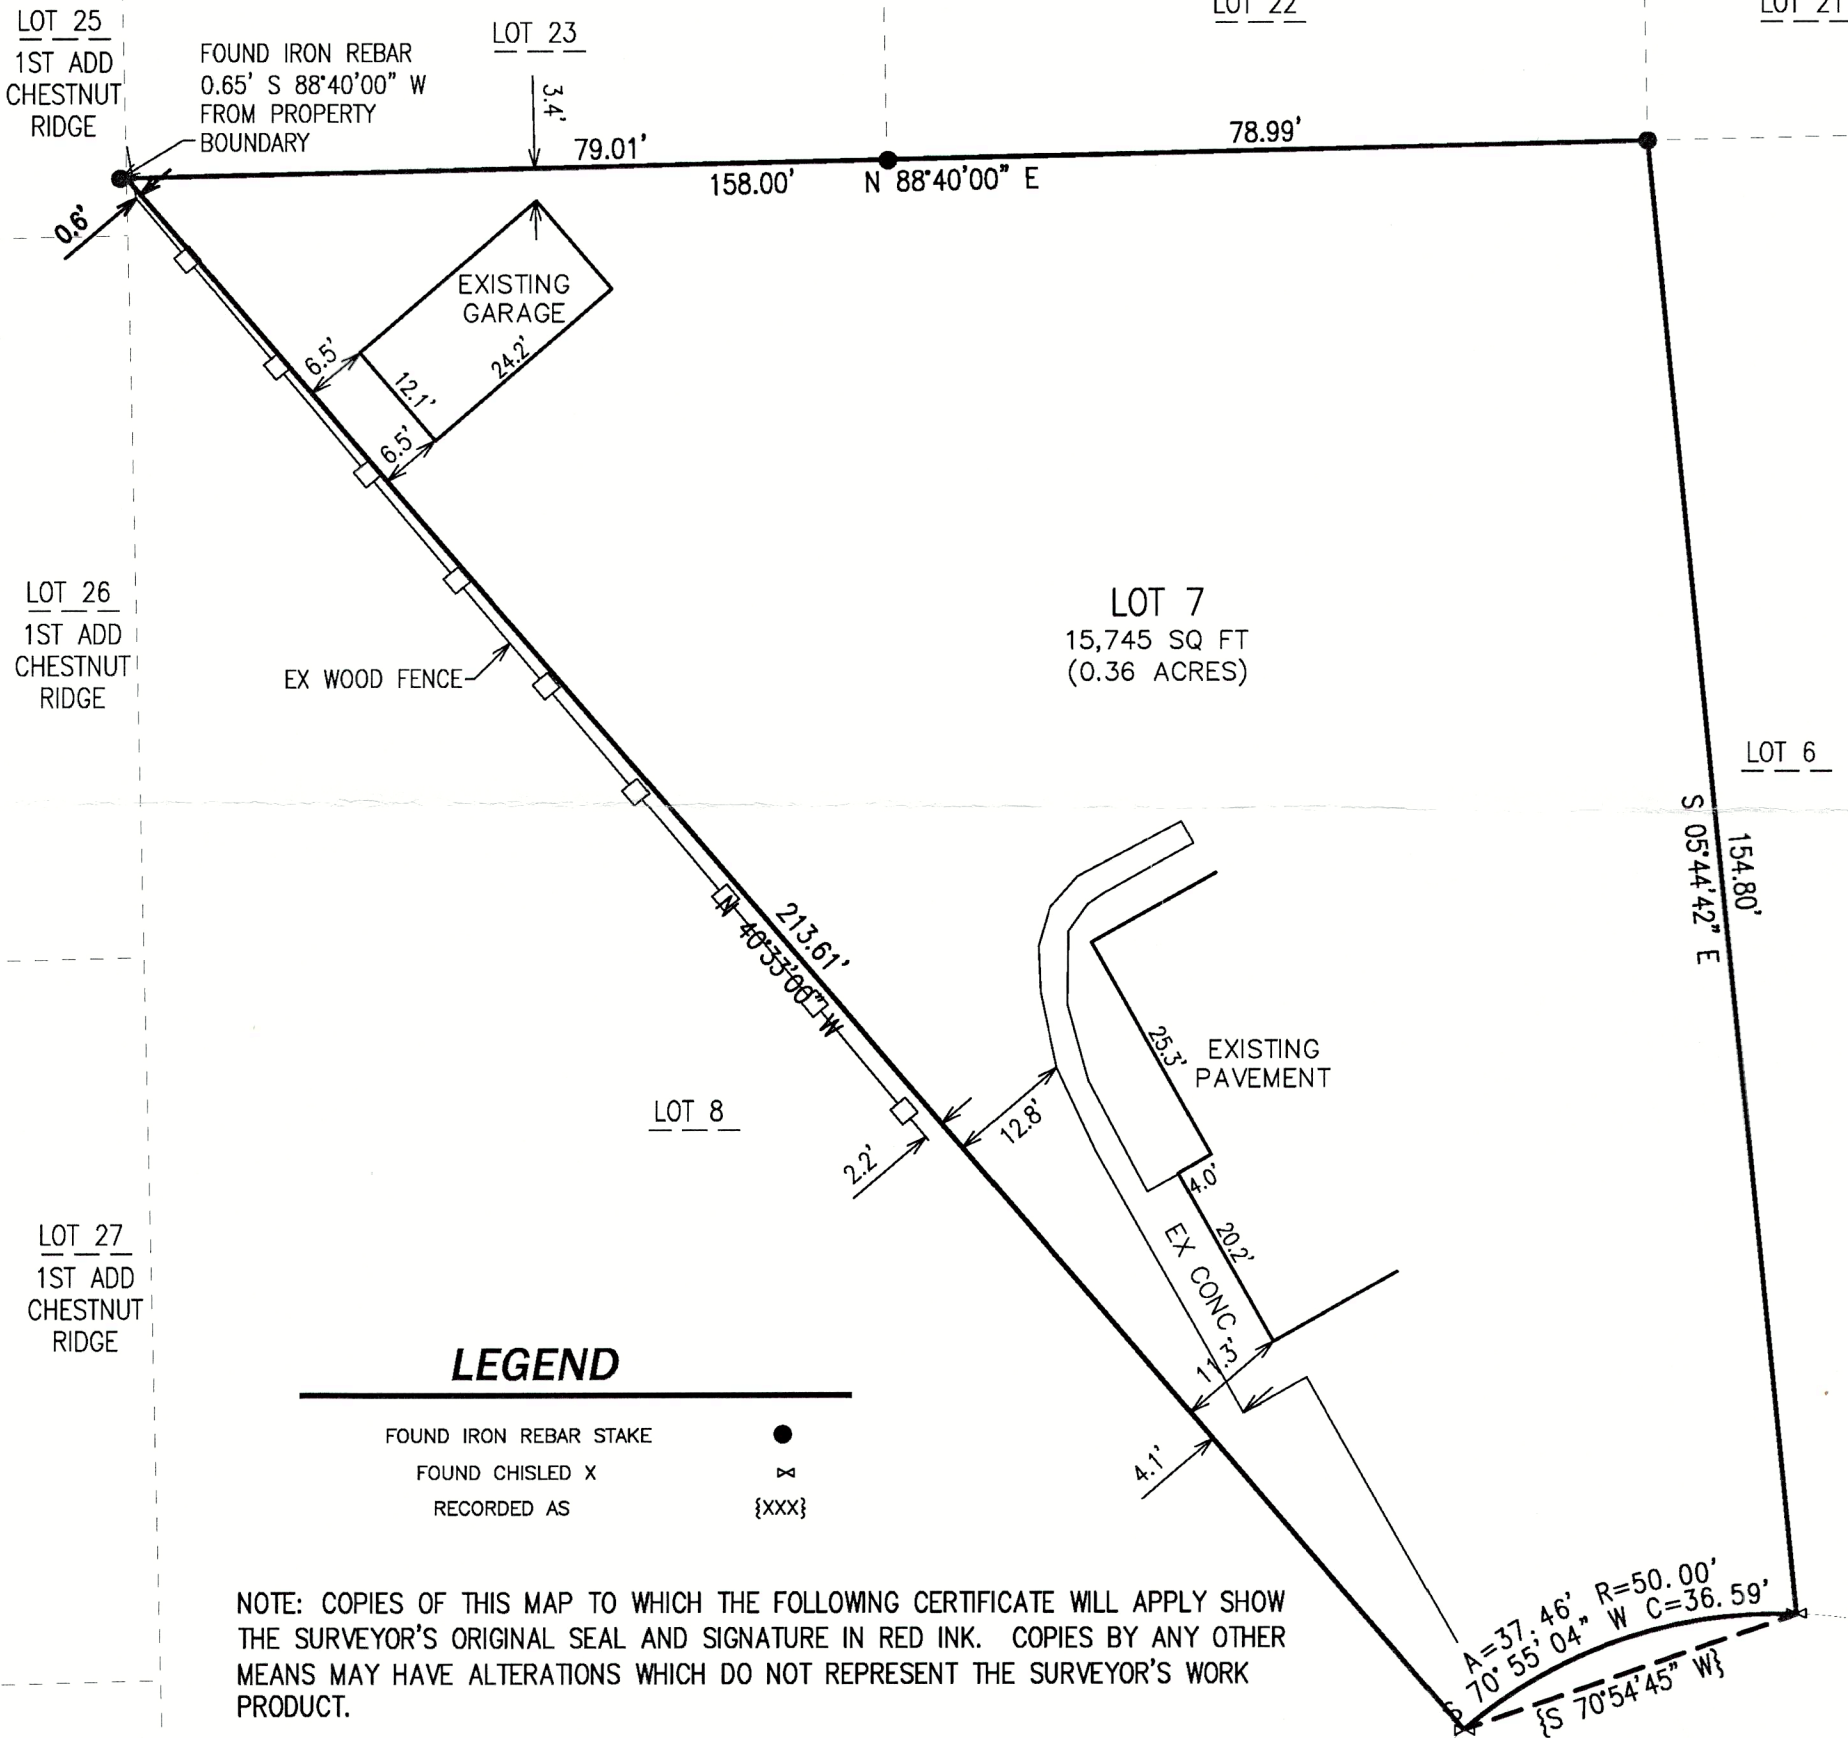 LOT 25
1ST ADD
CHESTNUT
RIDGE
FOUND IRON REBAR
0.65' S 88°40'00" W
FROM PROPERTY
BOUNDARY
LOT 23
LOT 22
LOT 21
3.4'
79.01'
78.99'
158.00'
N 88°40'00" E
0.6'
EXISTING
GARAGE
6.5'
12.1'
24.2'
6.5'
LOT 26
1ST ADD
CHESTNUT
RIDGE
EX WOOD FENCE
LOT 7
15,745 SQ FT
(0.36 ACRES)
LOT 6
154.80'
S 05°44'42" E
213.61'
N 40°33'00" W
25.3'
EXISTING
PAVEMENT
12.8'
LOT 8
2.2'
4.0'
20.2'
EX CONC.
11.3'
4.1'
LOT 27
1ST ADD
CHESTNUT
RIDGE
LEGEND
FOUND IRON REBAR STAKE
FOUND CHISLED X
RECORDED AS {XXX}
NOTE: COPIES OF THIS MAP TO WHICH THE FOLLOWING CERTIFICATE WILL APPLY SHOW
THE SURVEYOR'S ORIGINAL SEAL AND SIGNATURE IN RED INK. COPIES BY ANY OTHER
MEANS MAY HAVE ALTERATIONS WHICH DO NOT REPRESENT THE SURVEYOR'S WORK
PRODUCT.
A=37.46' R=50.00'
S 70°55'04" W C=36.59'
{S 70°54'45" W}